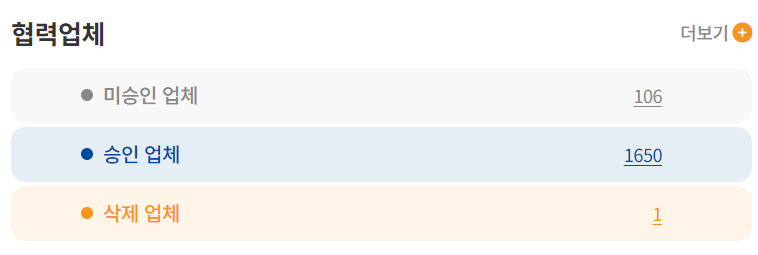 협력업체
더보기
미승인 업체 106
승인 업체 1650
삭제 업체 1